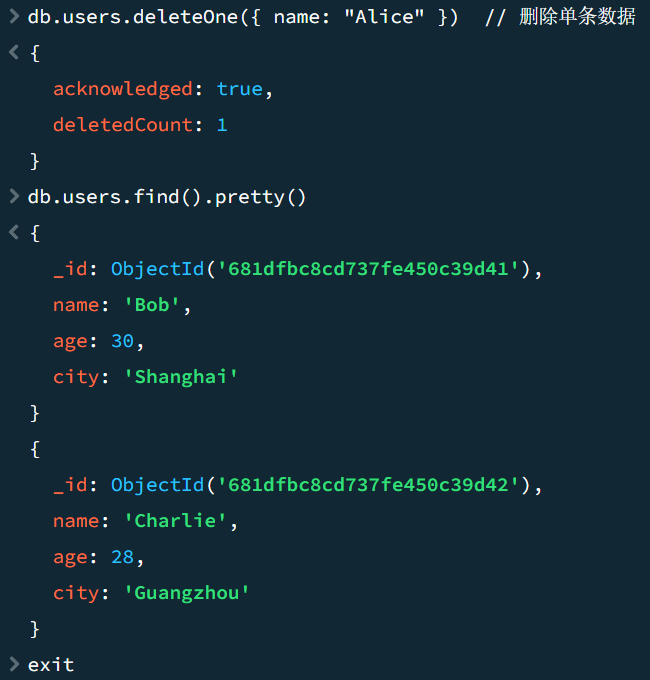 > db.users.deleteOne({ name: "Alice" })  // 删除单条数据
< {
acknowledged: true,
deletedCount: 1
}
> db.users.find().pretty()
< {
_id: ObjectId('681dfbc8cd737fe450c39d41'),
name: 'Bob',
age: 30,
city: 'Shanghai'
}
{
_id: ObjectId('681dfbc8cd737fe450c39d42'),
name: 'Charlie',
age: 28,
city: 'Guangzhou'
}
> exit